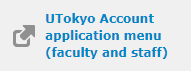 UTokyo Account
application menu
(faculty and staff)